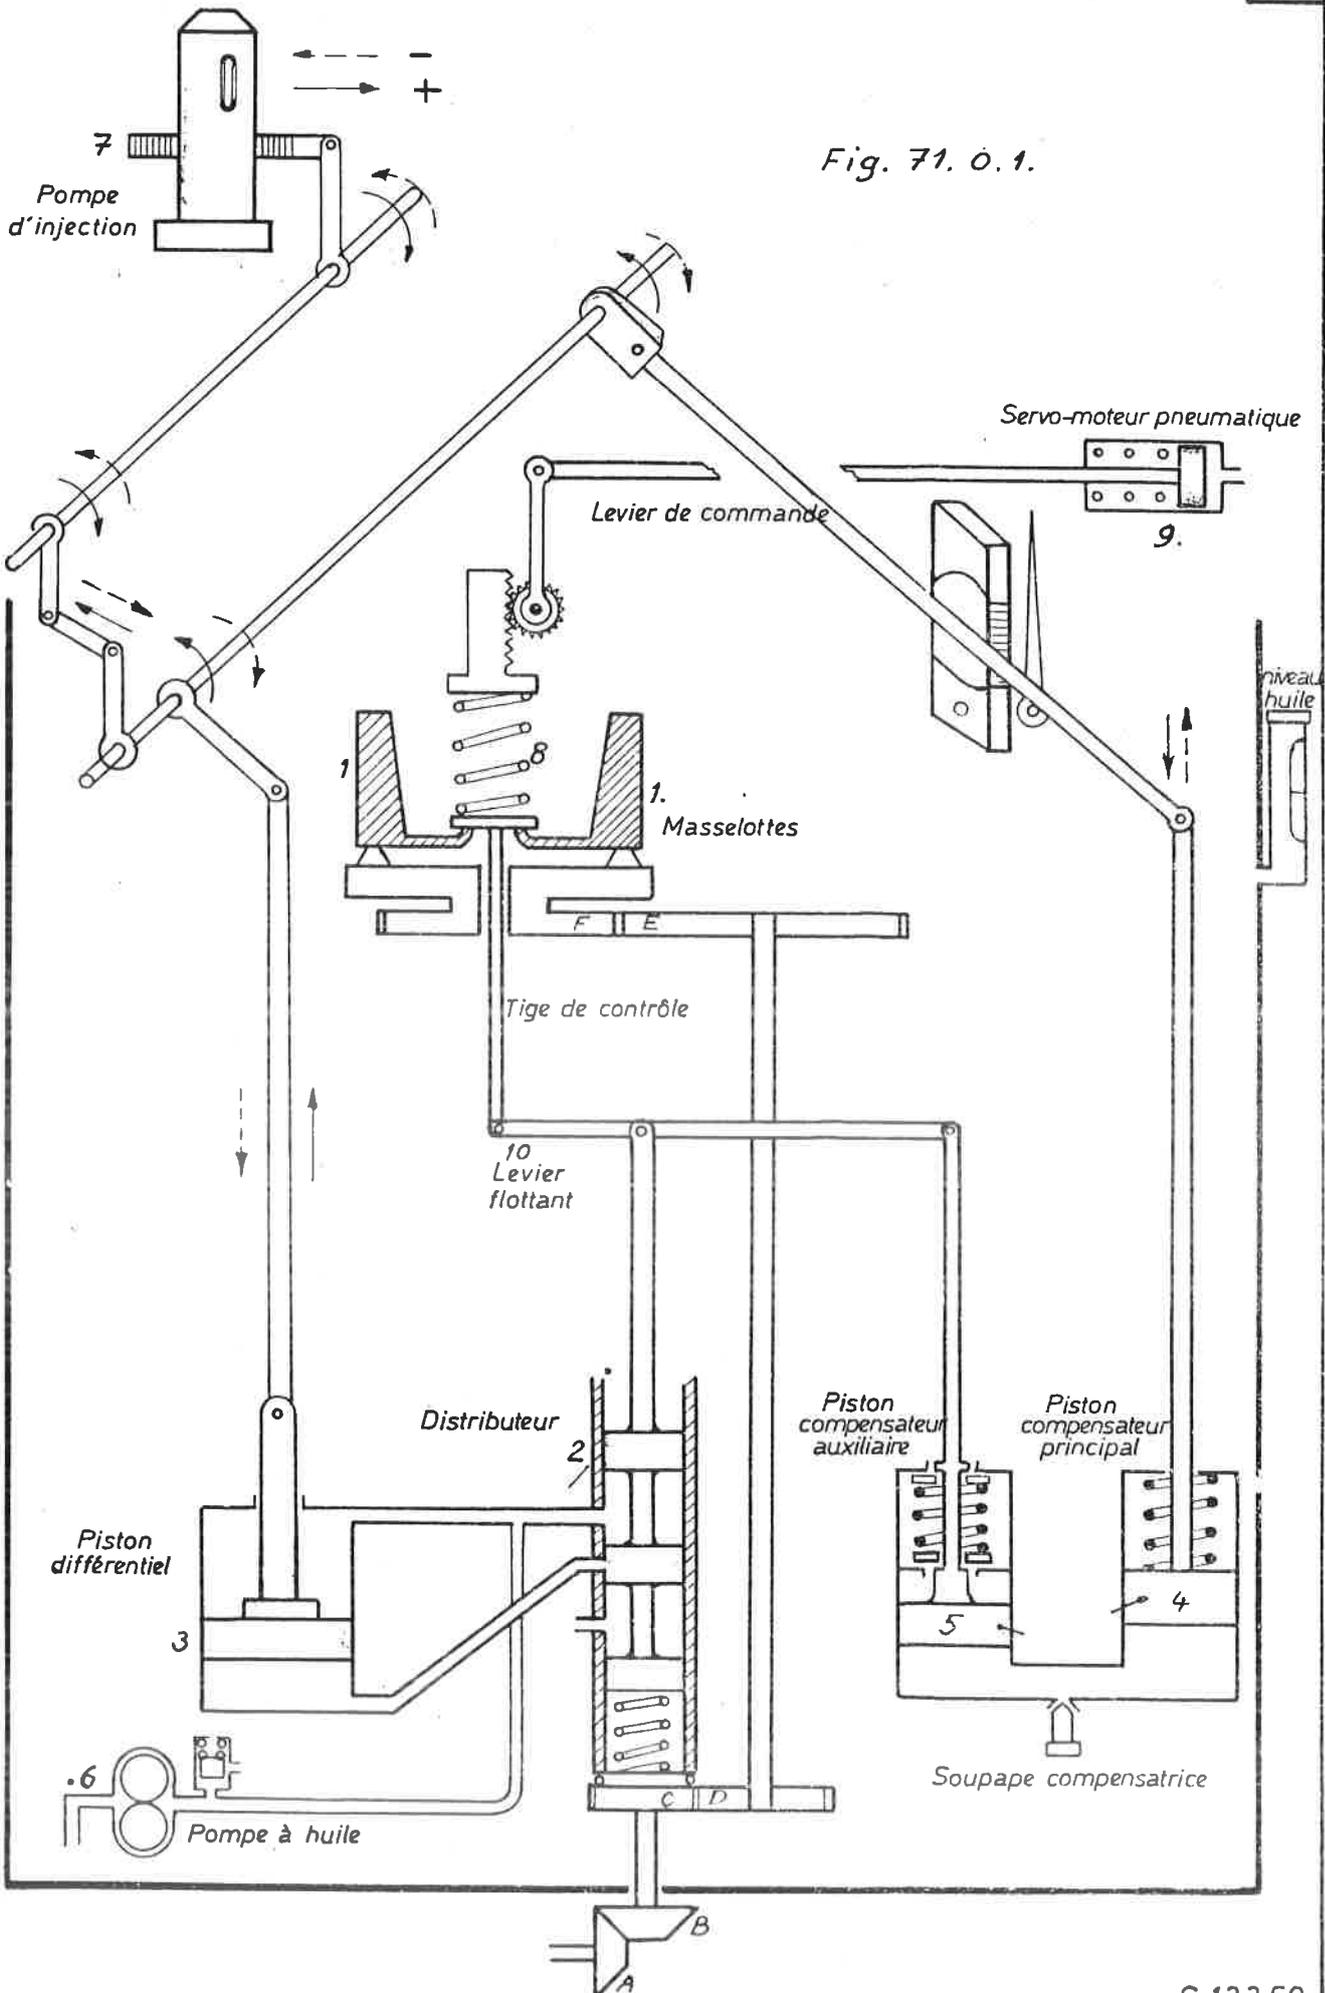 -
+
7
Fig. 71. 0. 1.
Pompe
d'injection
Servo-moteur pneumatique
Levier de commande
9.
niveau
huile
8
1
1.
Masselottes
F E
Tige de contrôle
10
Levier
flottant
Distributeur
2
Piston
compensateur
auxiliaire
Piston
compensateur
principal
Piston
différentiel
3
4
5
6
Pompe à huile
C D
Soupape compensatrice
B
A